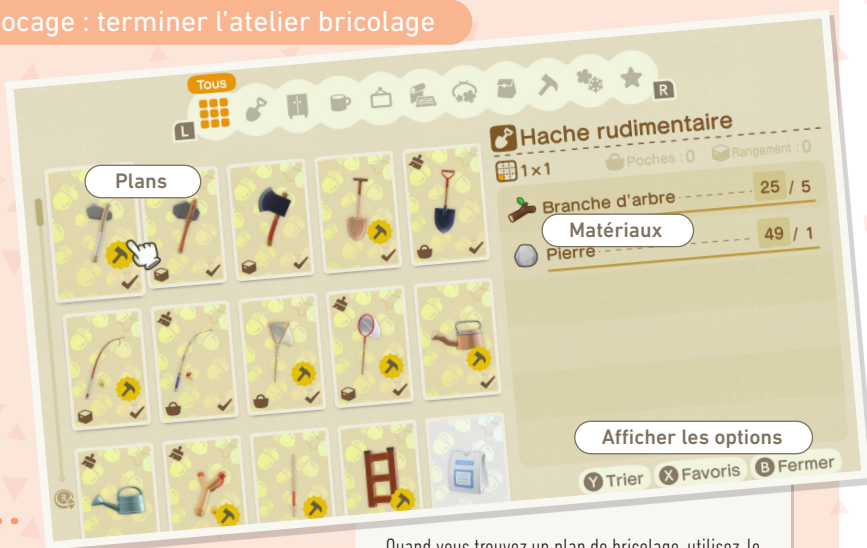 ocage : terminer l'atelier bricolage
Tous
L
R
Plans
Hache rudimentaire
1×1
Poches : 0
Rangement : 0
Branche d'arbre
25 / 5
Matériaux
Pierre
49 / 1
Afficher les options
Y Trier
X Favoris
B Fermer
R
Quand vous trouvez un plan de bricolage, utilisez-le